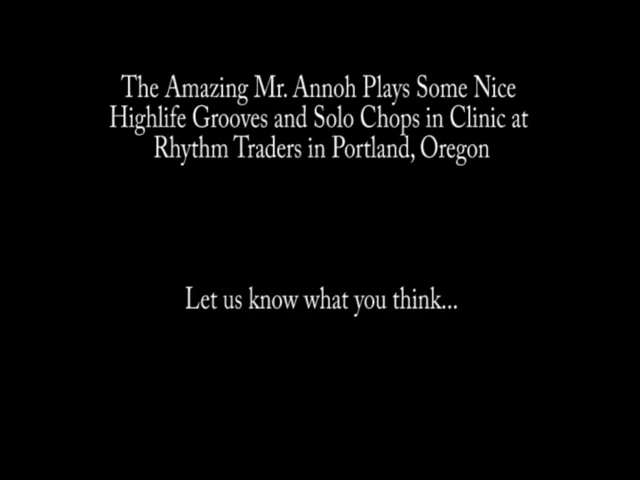 The Amazing Mr. Annoh Plays Some Nice
Highlife Grooves and Solo Chops in Clinic at
Rhythm Traders in Portland, Oregon
Let us know what you think...